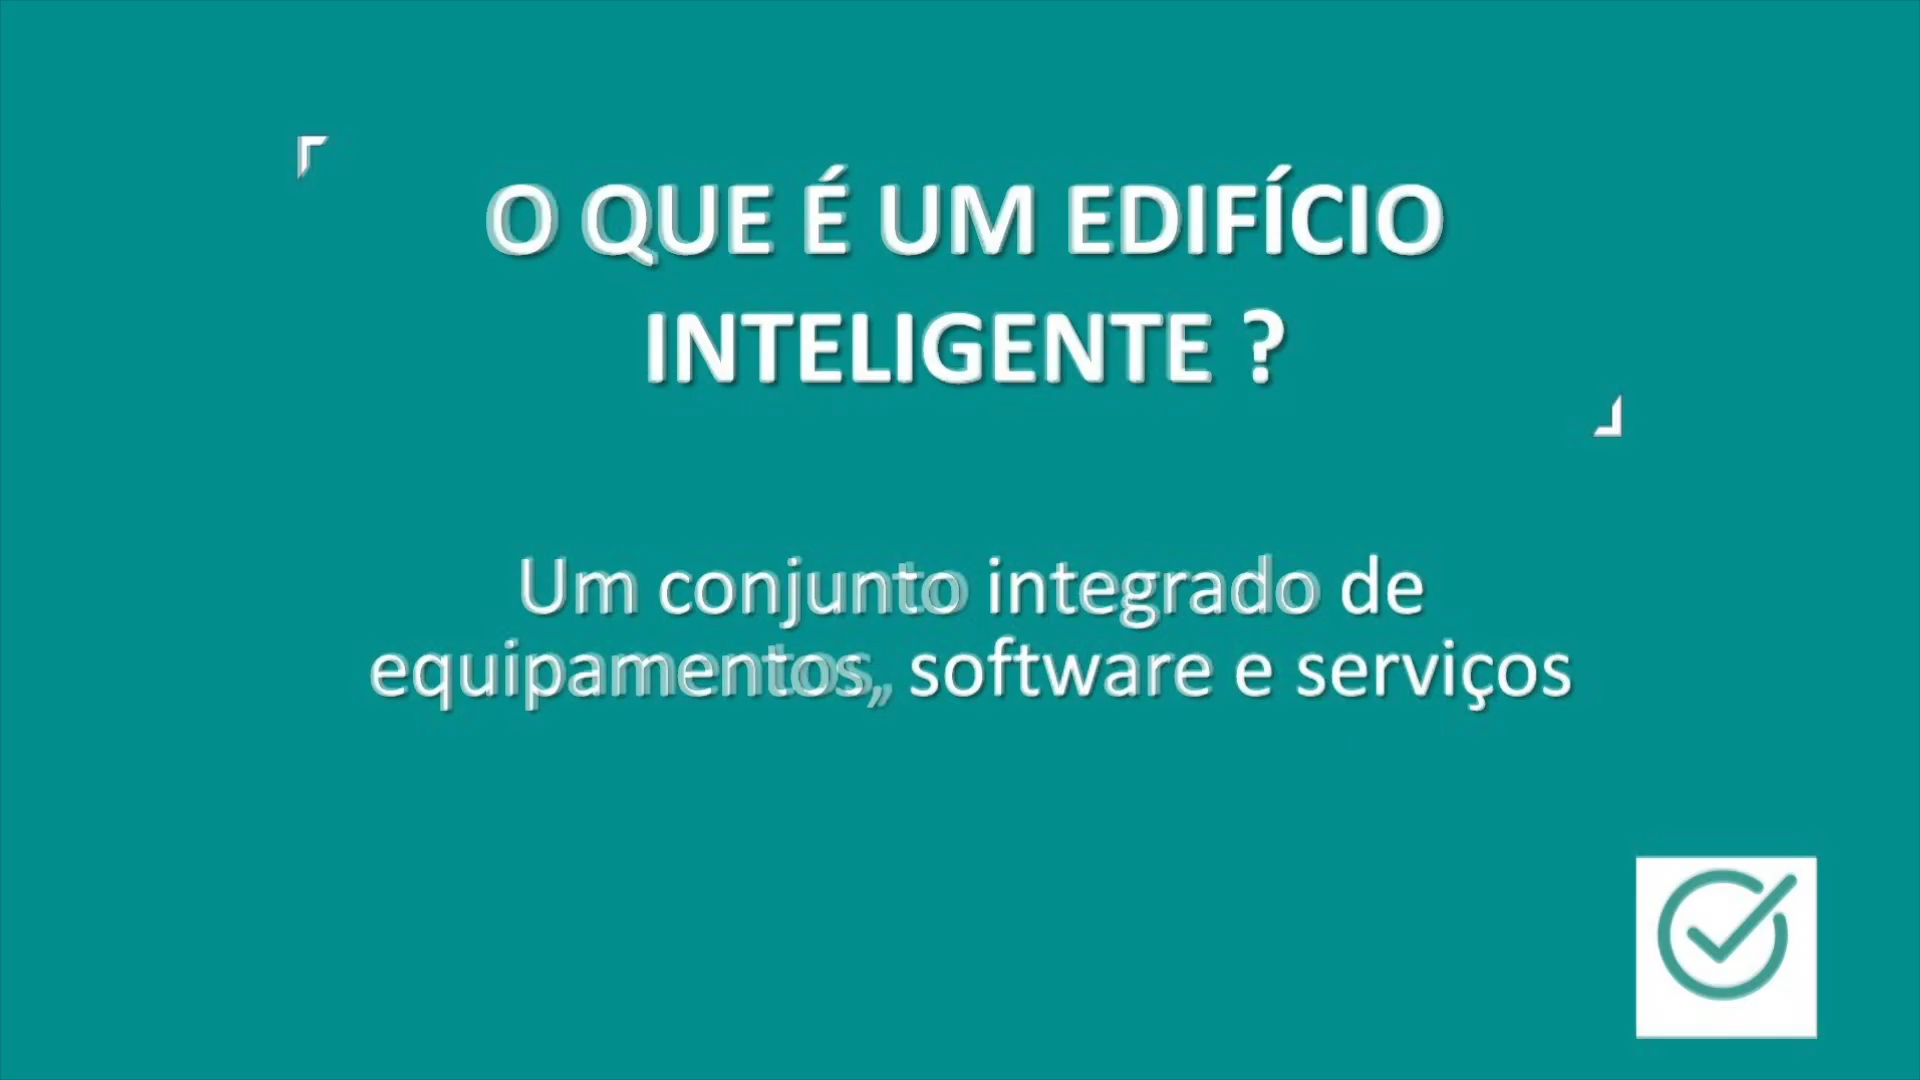 O QUE É UM EDIFÍCIO
INTELIGENTE ?
Um conjunto integrado de
equipamentos, software e serviços